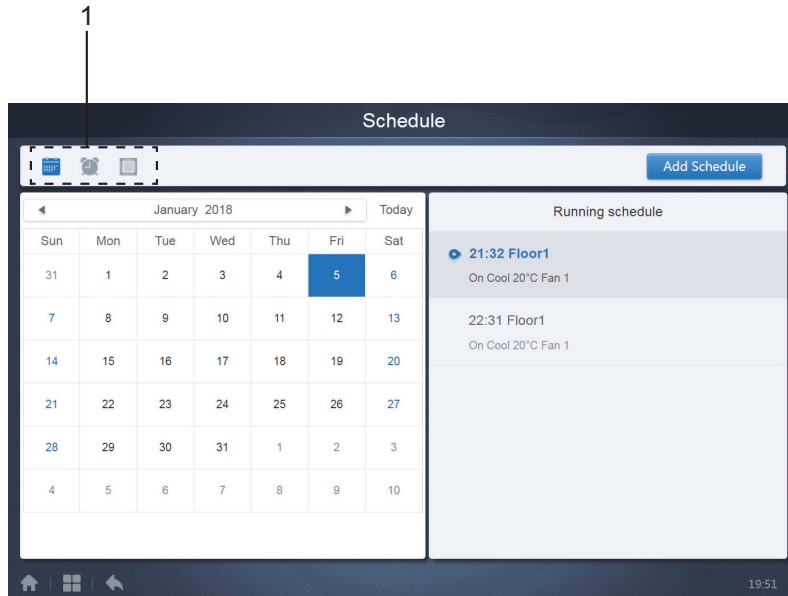 1
Schedule
Add Schedule
January 2018 Today
Sun Mon Tue Wed Thu Fri Sat
31 1 2 3 4 5 6
7 8 9 10 11 12 13
14 15 16 17 18 19 20
21 22 23 24 25 26 27
28 29 30 31 1 2 3
4 5 6 7 8 9 10
Running schedule
21:32 Floor1
On Cool 20°C Fan 1
22:31 Floor1
On Cool 20°C Fan 1
19:51